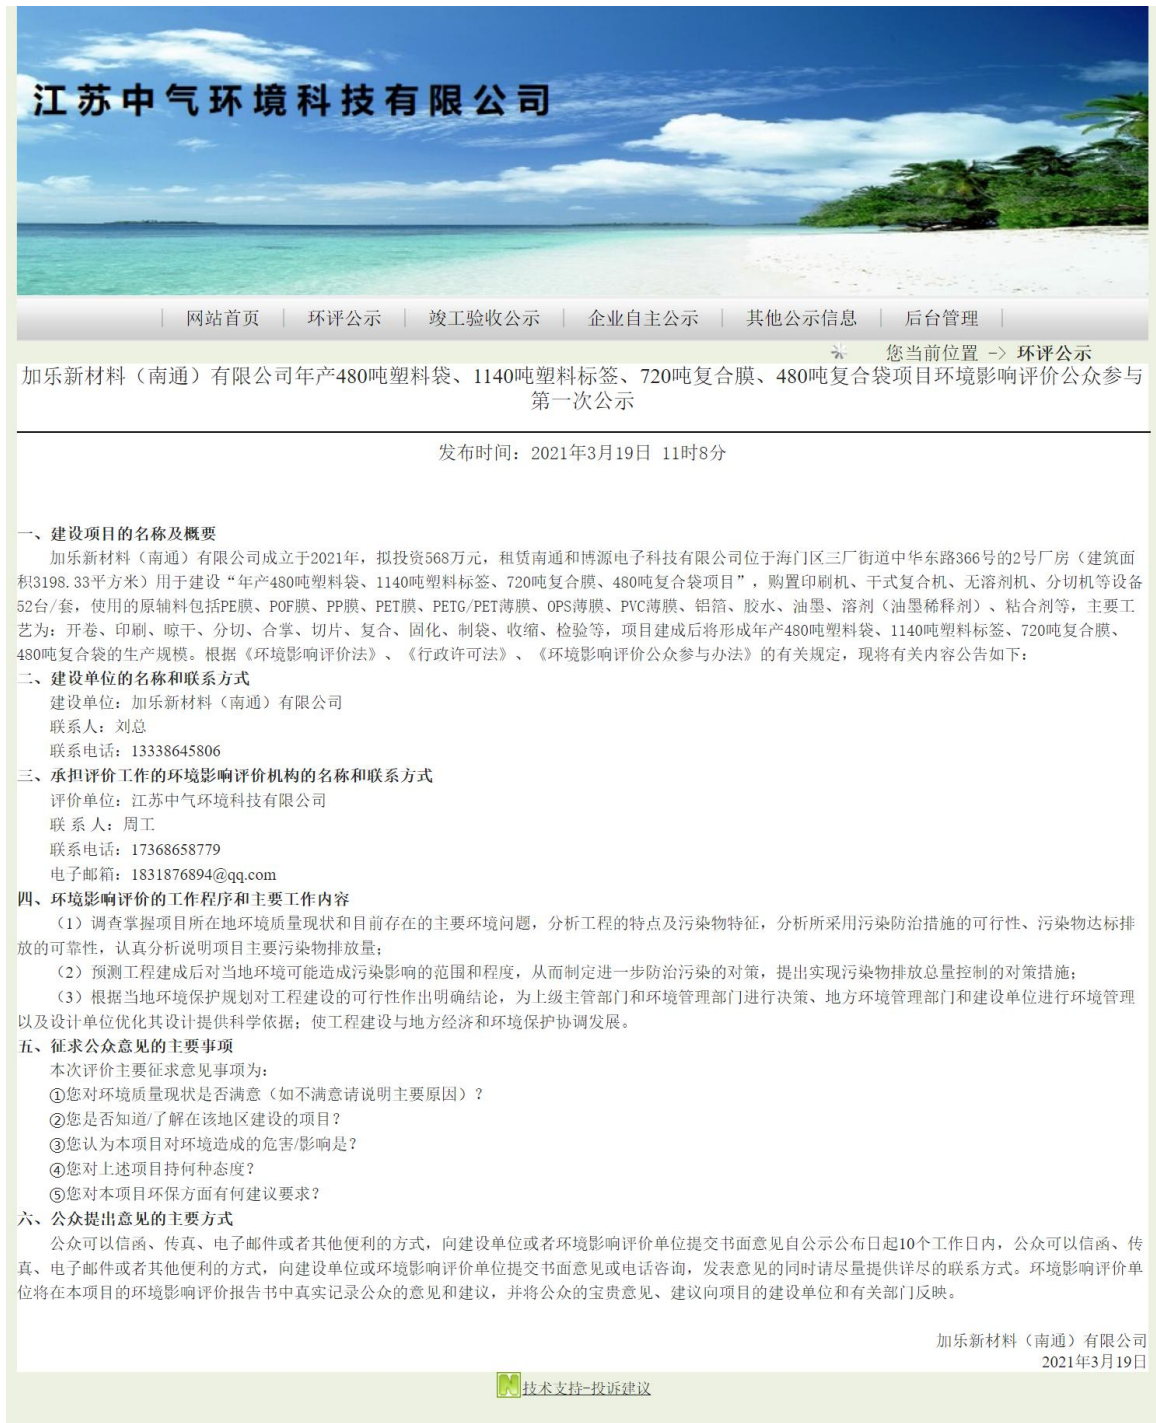 江苏中气环境科技有限公司
网站首页 | 环评公示 | 竣工验收公示 | 企业自主公示 | 其他公示信息 | 后台管理
您当前位置 -> 环评公示
加乐新材料（南通）有限公司年产480吨塑料袋、1140吨塑料标签、720吨复合膜、480吨复合袋项目环境影响评价公众参与
第一次公示
发布时间：2021年3月19日 11时8分
一、建设项目的名称及概要
加乐新材料（南通）有限公司成立于2021年，拟投资568万元，租赁南通和博源电子科技有限公司位于海门区三厂街道中华东路366号的2号厂房（建筑面
积3198.33平方米）用于建设“年产480吨塑料袋、1140吨塑料标签、720吨复合膜、480吨复合袋项目”，购置印刷机、干式复合机、无溶剂机、分切机等设备
52台/套，使用的原辅料包括PE膜、POF膜、PP膜、PET膜、PETG/PET薄膜、OPS薄膜、PVC薄膜、铝箔、胶水、油墨、溶剂（油墨稀释剂）、粘合剂等，主要工
艺为：开卷、印刷、晾干、分切、合掌、切片、复合、固化、制袋、收缩、检验等，项目建成后将形成年产480吨塑料袋、1140吨塑料标签、720吨复合膜、
480吨复合袋的生产规模。根据《环境影响评价法》、《行政许可法》、《环境影响评价公众参与办法》的有关规定，现将有关内容公告如下：
二、建设单位的名称和联系方式
建设单位：加乐新材料（南通）有限公司
联系人：刘总
联系电话：13338645806
三、承担评价工作的环境影响评价机构的名称和联系方式
评价单位：江苏中气环境科技有限公司
联 系 人：周工
联系电话：17368658779
电子邮箱：1831876894@qq.com
四、环境影响评价的工作程序和主要工作内容
（1）调查掌握项目所在地环境质量现状和目前存在的主要环境问题，分析工程的特点及污染物特征，分析所采用污染防治措施的可行性、污染物达标排
放的可靠性，认真分析说明项目主要污染物排放量；
（2）预测工程建成后对当地环境可能造成污染影响的范围和程度，从而制定进一步防治污染的对策，提出实现污染物排放总量控制的对策措施；
（3）根据当地环境保护规划对工程建设的可行性作出明确结论，为上级主管部门和环境管理部门进行决策、地方环境管理部门和建设单位进行环境管理
以及设计单位优化其设计提供科学依据；使工程建设与地方经济和环境保护协调发展。
五、征求公众意见的主要事项
本次评价主要征求意见事项为：
①您对环境质量现状是否满意（如不满意请说明主要原因）？
②您是否知道/了解在该地区建设的项目？
③您认为本项目对环境造成的危害/影响是？
④您对上述项目持何种态度？
⑤您对本项目环保方面有何建议要求？
六、公众提出意见的主要方式
公众可以信函、传真、电子邮件或者其他便利的方式，向建设单位或者环境影响评价单位提交书面意见自公示公布日起10个工作日内，公众可以信函、传
真、电子邮件或者其他便利的方式，向建设单位或环境影响评价单位提交书面意见或电话咨询，发表意见的同时请尽量提供详尽的联系方式。环境影响评价单
位将在本项目的环境影响评价报告书中真实记录公众的意见和建议，并将公众的宝贵意见、建议向项目的建设单位和有关部门反映。
加乐新材料（南通）有限公司
2021年3月19日
技术支持-投诉建议